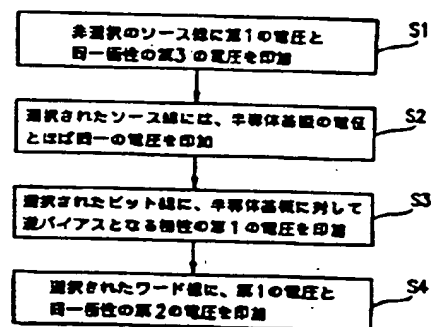 非選択のソース線に第1の電圧と
同一極性の第3の電圧を印加
S1
選択されたソース線には、半導体基板の電位
とほぼ同一の電圧を印加
S2
選択されたビット線に、半導体基板に対して
逆バイアスとなる極性の第1の電圧を印加
S3
選択されたワード線に、第1の電圧と
同一極性の第2の電圧を印加
S4